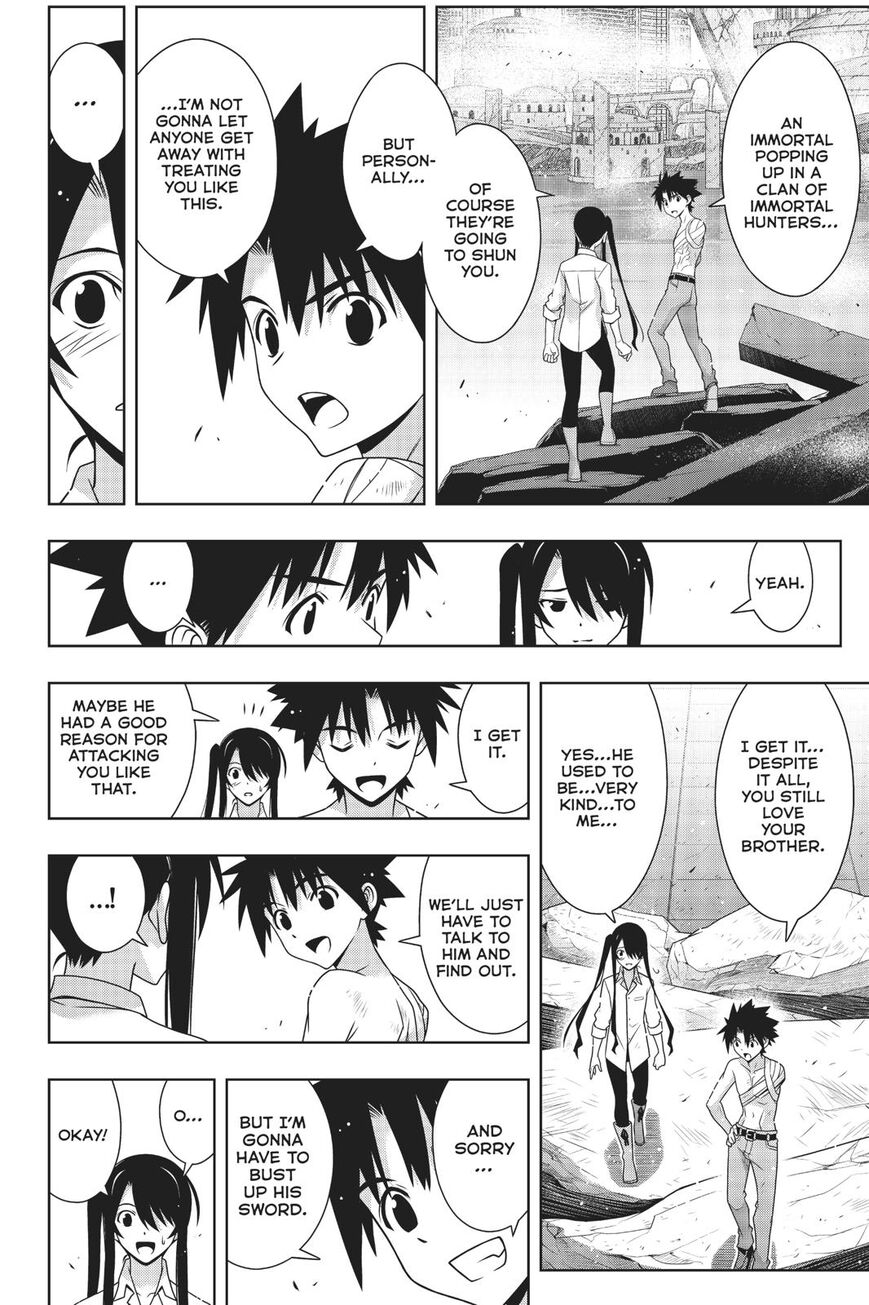 AN
IMMORTAL
POPPING
UP IN A
CLAN OF
IMMORTAL
HUNTERS...
OF
COURSE
THEY'RE
GOING
TO SHUN
YOU.
BUT
PERSON-
ALLY...
...I'M NOT
GONNA LET
ANYONE GET
AWAY WITH
TREATING
YOU LIKE
THIS.
...
YEAH.
...
I GET IT...
DESPITE
IT ALL,
YOU STILL
LOVE
YOUR
BROTHER.
YES...HE
USED TO
BE...VERY
KIND...TO
ME...
I GET
IT.
MAYBE HE
HAD A GOOD
REASON FOR
ATTACKING
YOU LIKE
THAT.
WE'LL JUST
HAVE TO
TALK TO
HIM AND
FIND OUT.
...!
AND
SORRY
...
BUT I'M
GONNA
HAVE TO
BUST
UP HIS
SWORD.
O...
OKAY!